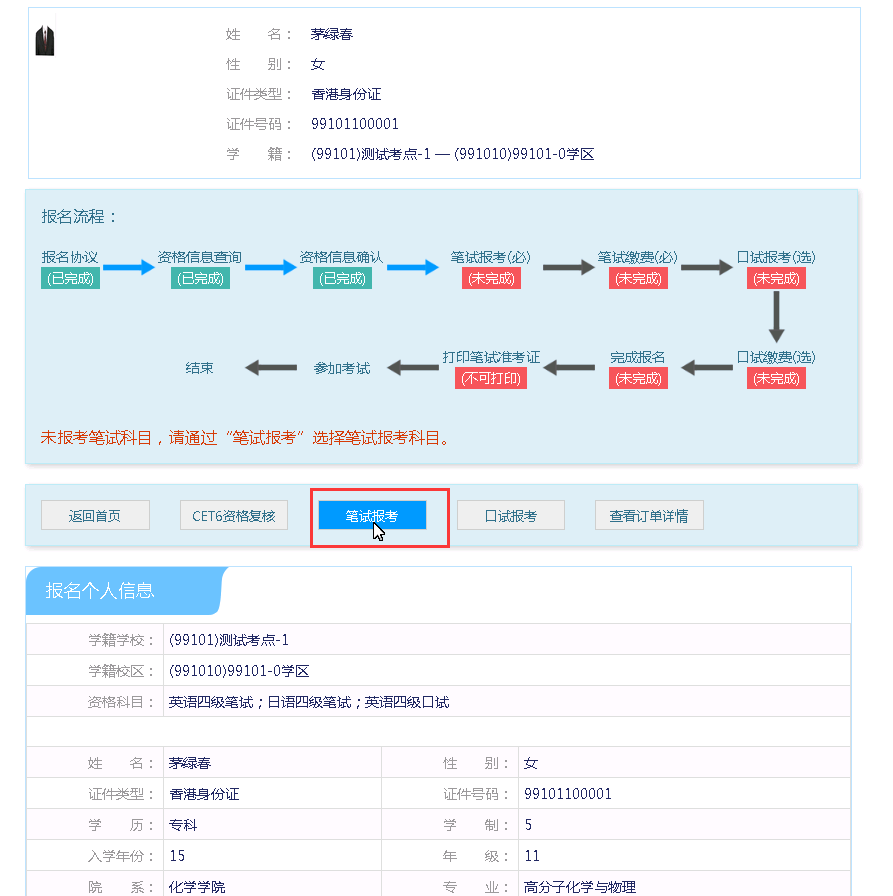 姓 名： 茅绿春
性 别： 女
证件类型： 香港身份证
证件号码： 99101100001
学 籍： (99101)测试考点-1 — (991010)99101-0学区
报名流程：
报名协议 资格信息查询 资格信息确认 笔试报考(必) 笔试缴费(必) 口试报考(选)
(已完成) (已完成) (已完成) (未完成) (未完成) (未完成)
结束 参加考试 打印笔试准考证 完成报名 口试缴费(选)
(不可打印) (未完成) (未完成)
未报考笔试科目，请通过“笔试报考”选择笔试报考科目。
返回首页 CET6资格复核 笔试报考 口试报考 查看订单详情
报名个人信息
学籍学校： (99101)测试考点-1
学籍校区： (991010)99101-0学区
资格科目： 英语四级笔试；日语四级笔试；英语四级口试
姓 名： 茅绿春 性 别： 女
证件类型： 香港身份证 证件号码： 99101100001
学 历： 专科 学 制： 5
入学年份： 15 年 级： 11
院 系： 化学学院 专 业： 高分子化学与物理